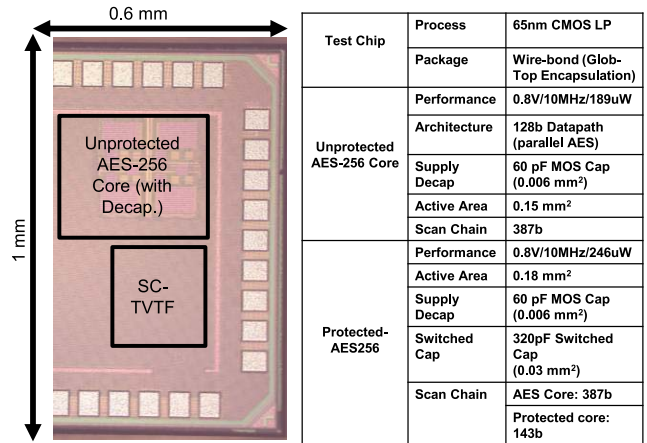 0.6 mm
1 mm
Unprotected
AES-256
Core (with
Decap.)
SC-
TVTF
Test Chip
Process
65nm CMOS LP
Package
Wire-bond (Glob-
Top Encapsulation)
Unprotected
AES-256 Core
Performance
0.8V/10MHz/189uW
Architecture
128b Datapath
(parallel AES)
Supply
Decap
60 pF MOS Cap
(0.006 mm²)
Active Area
0.15 mm²
Scan Chain
387b
Protected-
AES256
Performance
0.8V/10MHz/246uW
Active Area
0.18 mm²
Supply
Decap
60 pF MOS Cap
(0.006 mm²)
Switched
Cap
320pF Switched
Cap
(0.03 mm²)
Scan Chain
AES Core: 387b
Protected core:
143b